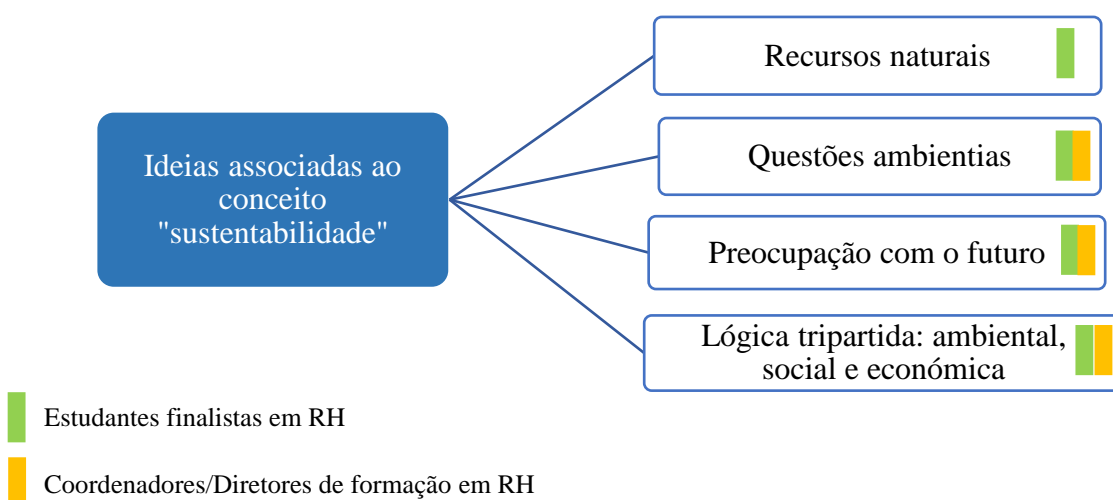 Ideias associadas ao
conceito
"sustentabilidade"
Recursos naturais
Questões ambientias
Preocupação com o futuro
Lógica tripartida: ambiental,
social e económica
Estudantes finalistas em RH
Coordenadores/Diretores de formação em RH